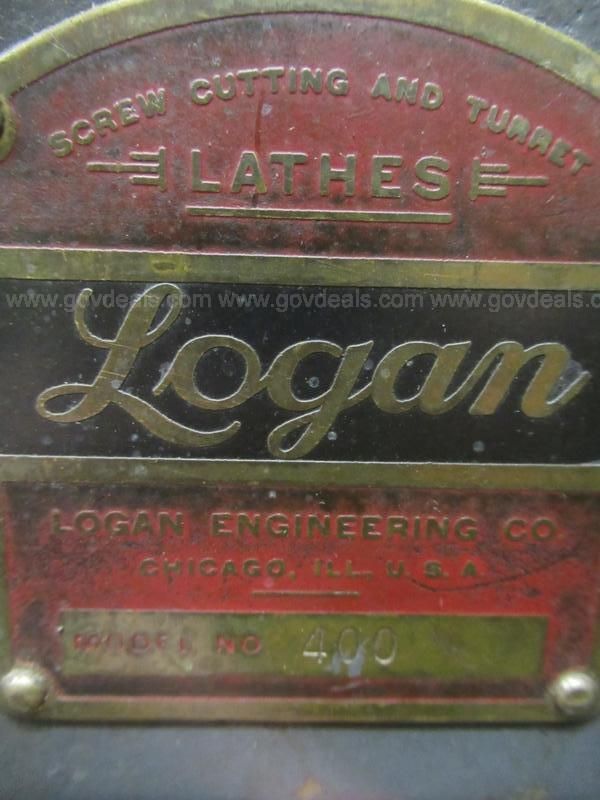 SCREW CUTTING AND TURRET
LATHES
www.govdeals.com www.govdeals.com www.govdeals.com
Logan
LOGAN ENGINEERING CO.
CHICAGO, ILL., U. S. A.
MODEL NO 400